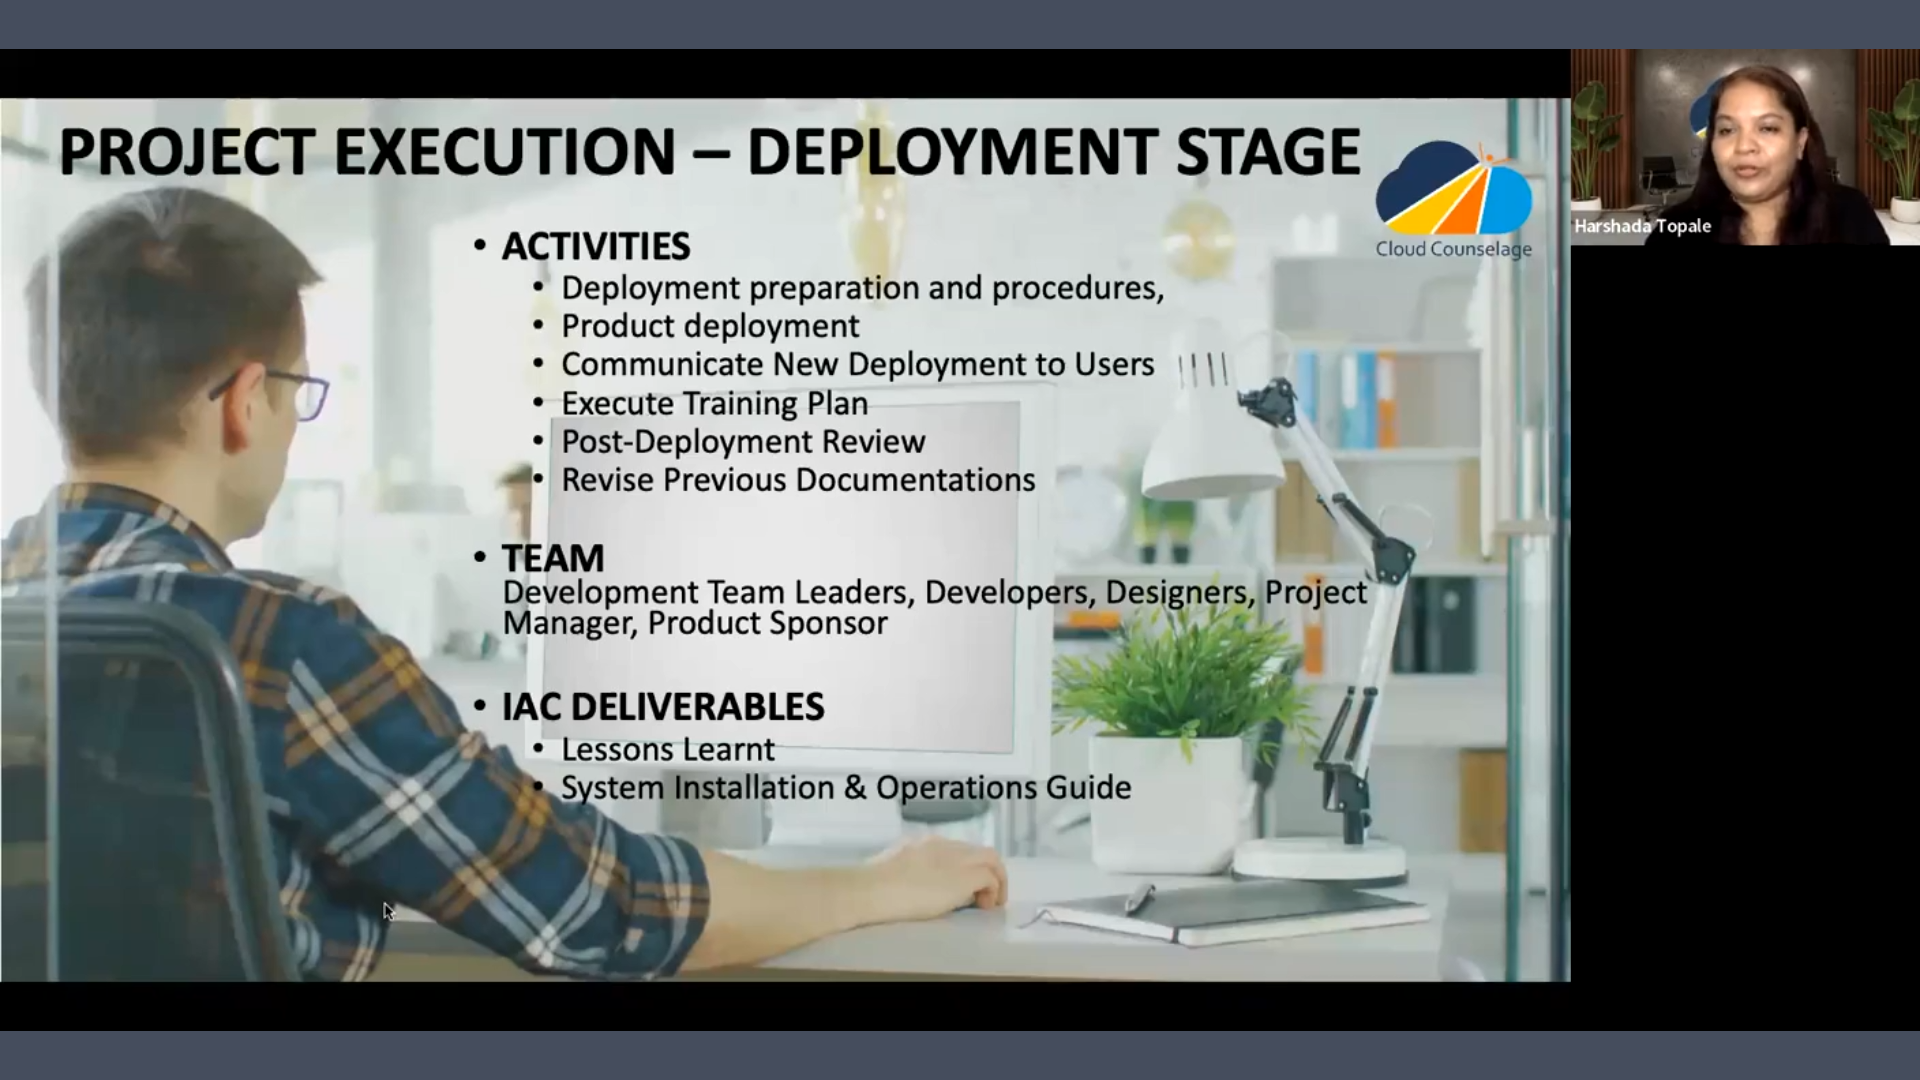 PROJECT EXECUTION – DEPLOYMENT STAGE
Cloud Counselage
• ACTIVITIES
• Deployment preparation and procedures,
• Product deployment
• Communicate New Deployment to Users
• Execute Training Plan
• Post-Deployment Review
• Revise Previous Documentations
• TEAM
Development Team Leaders, Developers, Designers, Project
Manager, Product Sponsor
• IAC DELIVERABLES
• Lessons Learnt
• System Installation & Operations Guide
Harshada Topale